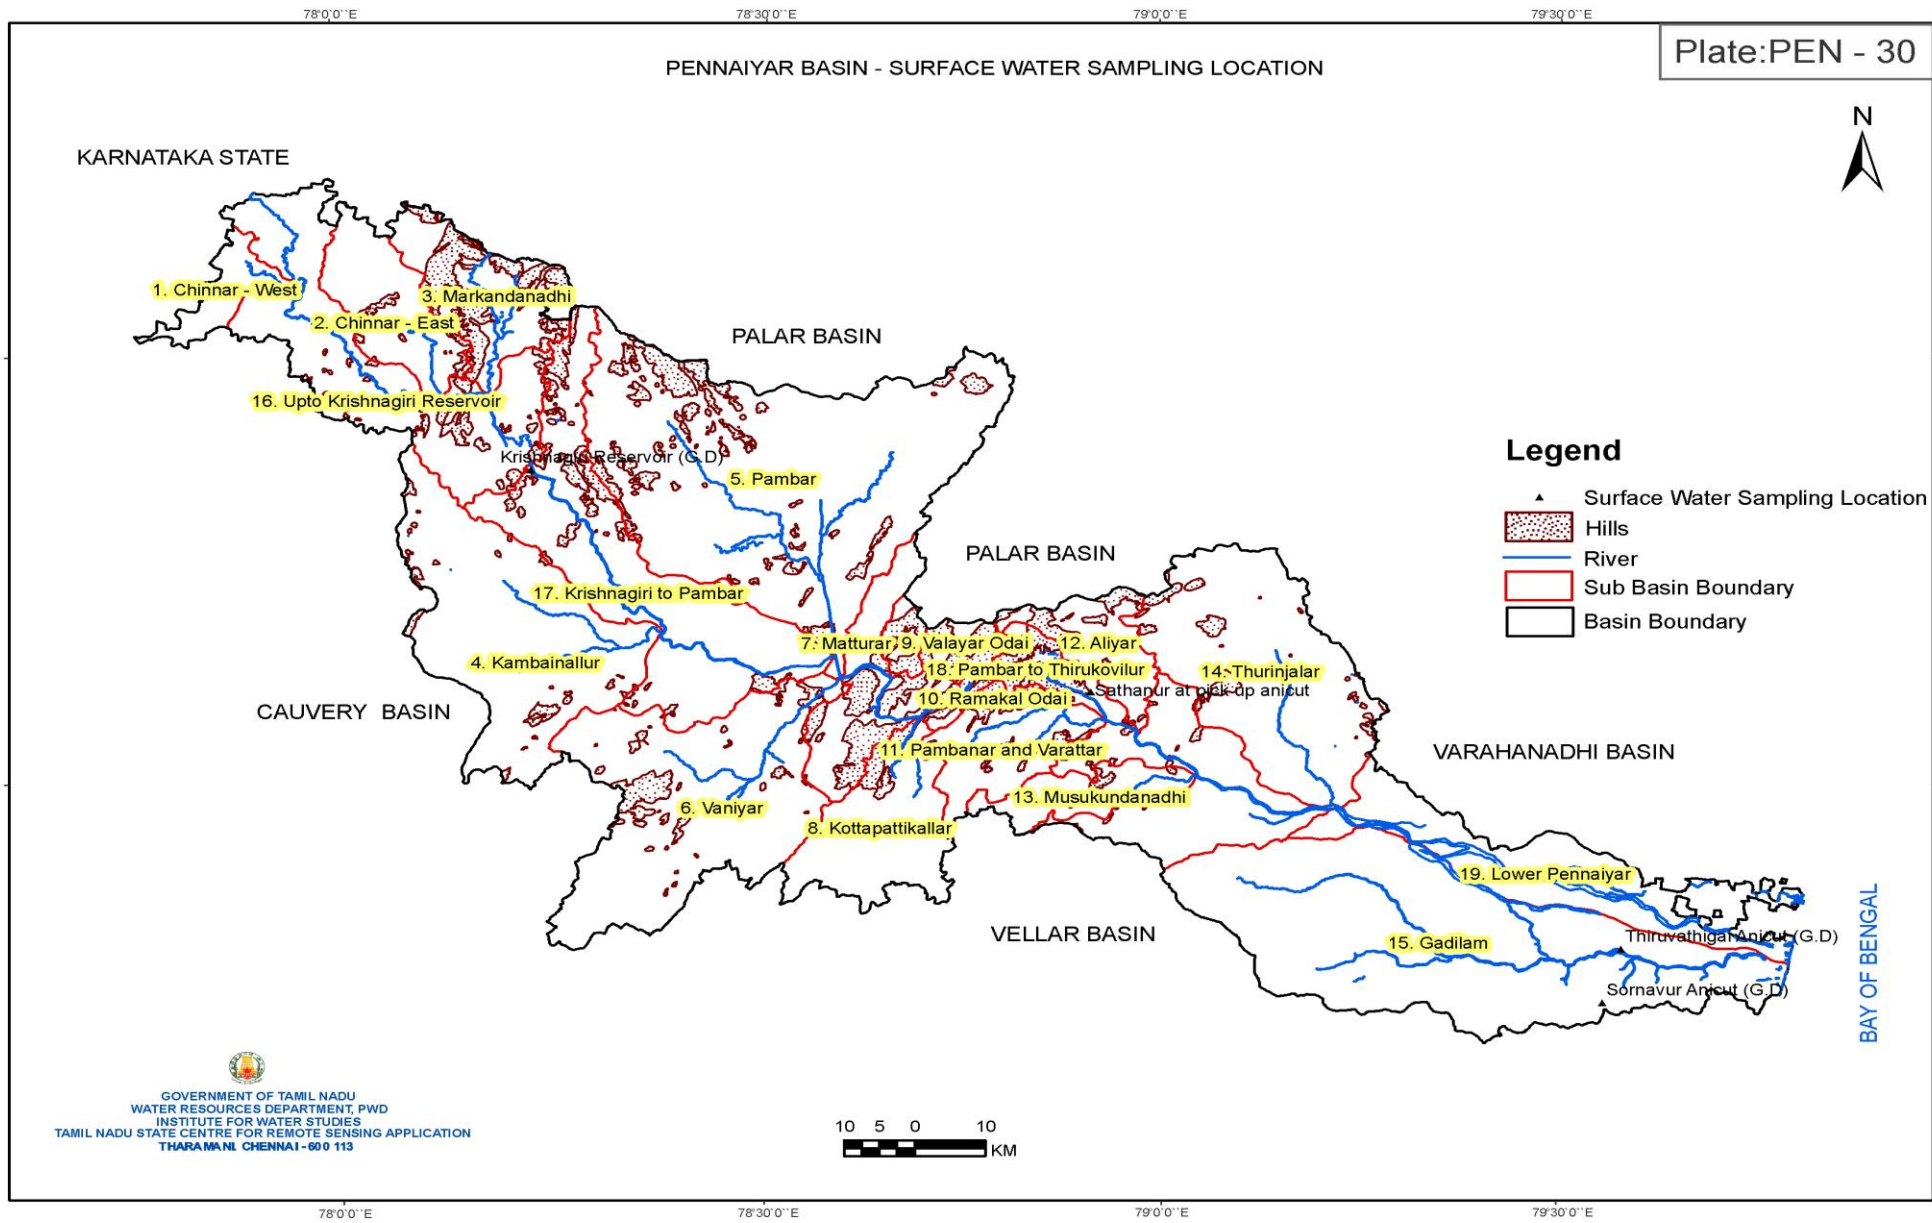 78°0'0"E
78°30'0"E
79°0'0"E
79°30'0"E
Plate:PEN - 30
PENNAIYAR BASIN - SURFACE WATER SAMPLING LOCATION
N
KARNATAKA STATE
1. Chinnar - West
3. Markandanadhi
2. Chinnar - East
PALAR BASIN
16. Upto Krishnagiri Reservoir
Krishnagiri Reservoir (G.D)
5. Pambar
Legend
Surface Water Sampling Location
Hills
River
Sub Basin Boundary
Basin Boundary
PALAR BASIN
17. Krishnagiri to Pambar
7. Matturar
9. Valayar Odai
12. Aliyar
4. Kambainallur
18. Pambar to Thirukovilur
14. Thurinjalar
Sathanur at pick up anicut
10. Ramakal Odai
CAUVERY BASIN
11. Pambanar and Varattar
VARAHANADHI BASIN
13. Musukundanadhi
6. Vaniyar
8. Kottapattikallar
19. Lower Pennaiyar
VELLAR BASIN
15. Gadilam
Thiruvathigai Anicut (G.D)
Sornavur Anicut (G.D)
BAY OF BENGAL
GOVERNMENT OF TAMIL NADU
WATER RESOURCES DEPARTMENT, PWD
INSTITUTE FOR WATER STUDIES
TAMIL NADU STATE CENTRE FOR REMOTE SENSING APPLICATION
THARAMANI, CHENNAI - 600 113
10 5 0 10
KM
78°0'0"E
78°30'0"E
79°0'0"E
79°30'0"E